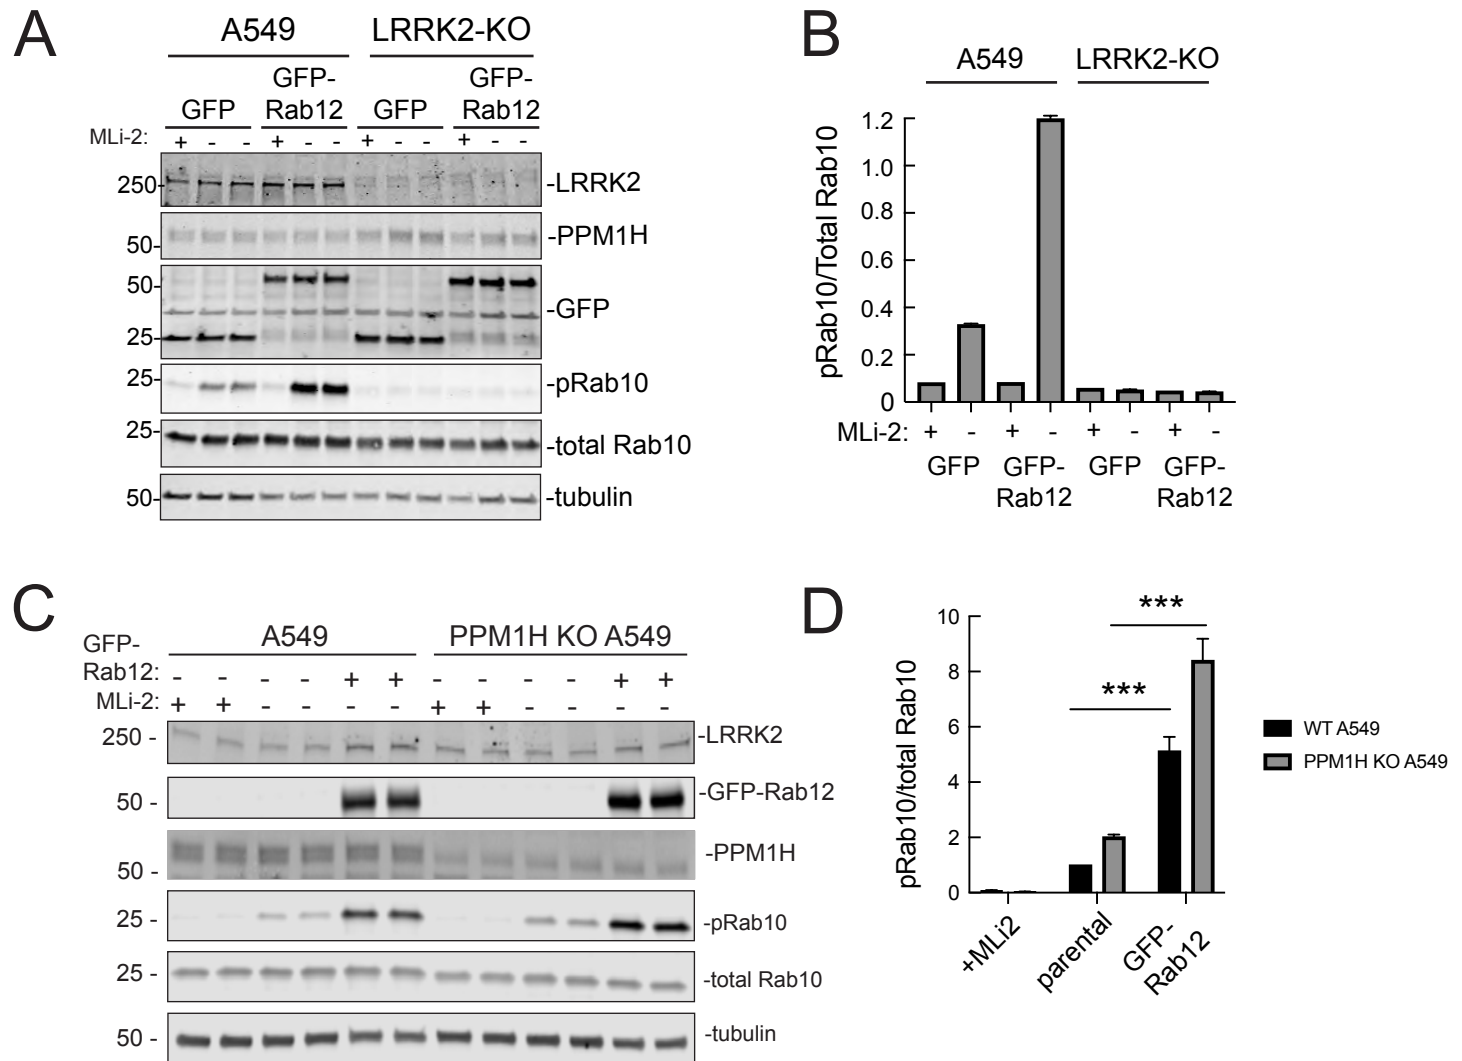 A
A549
LRRK2-KO
GFP
GFP-
Rab12
GFP
GFP-
Rab12
MLi-2:
+ - - + - - + - - + - -
250-
-LRRK2
50-
-PPM1H
50-
-GFP
25-
25-
-pRab10
25-
-total Rab10
50-
-tubulin
B
A549
LRRK2-KO
pRab10/Total Rab10
1.2
1.0
0.8
0.6
0.4
0.2
0
MLi-2:
+ - + - + - + -
GFP
GFP-
Rab12
GFP
GFP-
Rab12
C
A549
PPM1H KO A549
GFP-
Rab12:
- - - - + + - - - - + +
MLi-2:
+ + - - - - + + - - - -
250 -
-LRRK2
50 -
-GFP-Rab12
-PPM1H
50 -
25 -
-pRab10
25 -
-total Rab10
50 -
-tubulin
D
pRab10/total Rab10
10
8
6
4
2
0
***
***
+MLi2
parental
GFP-
Rab12
WT A549
PPM1H KO A549